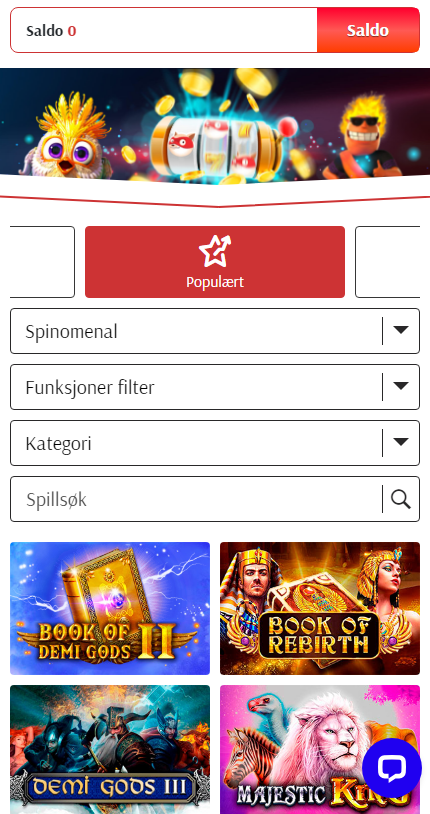 Saldo 0
Saldo
Populært
Spinomenal
Funksjoner filter
Kategori
Spillsøk
BOOK OF
DEMI GODS II
BOOK OF
REBIRTH
DEMI GODS III
MAJESTIC KING